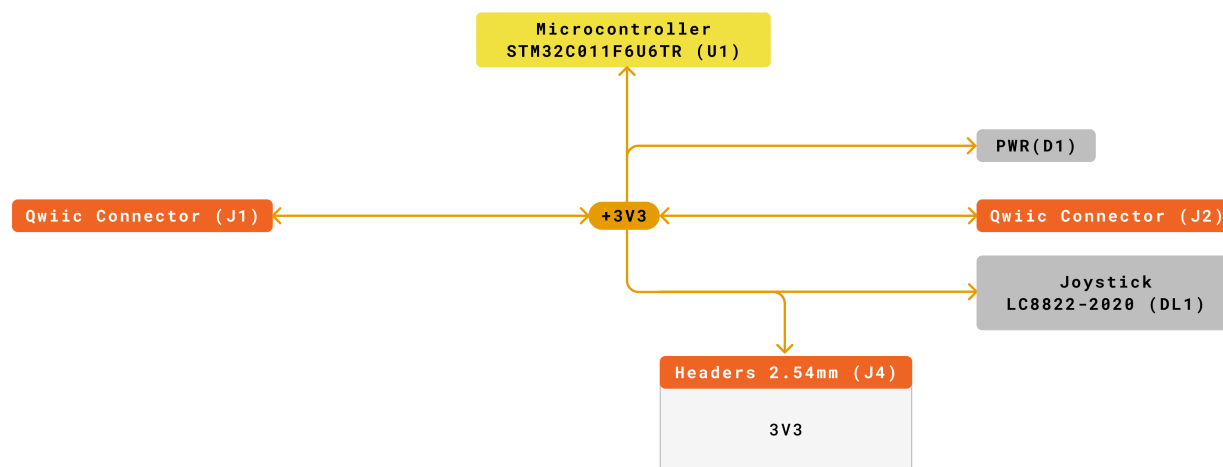 Microcontroller
STM32C011F6U6TR (U1)
PWR(D1)
Qwiic Connector (J1)
+3V3
Qwiic Connector (J2)
Joystick
LC8822-2020 (DL1)
Headers 2.54mm (J4)
3V3